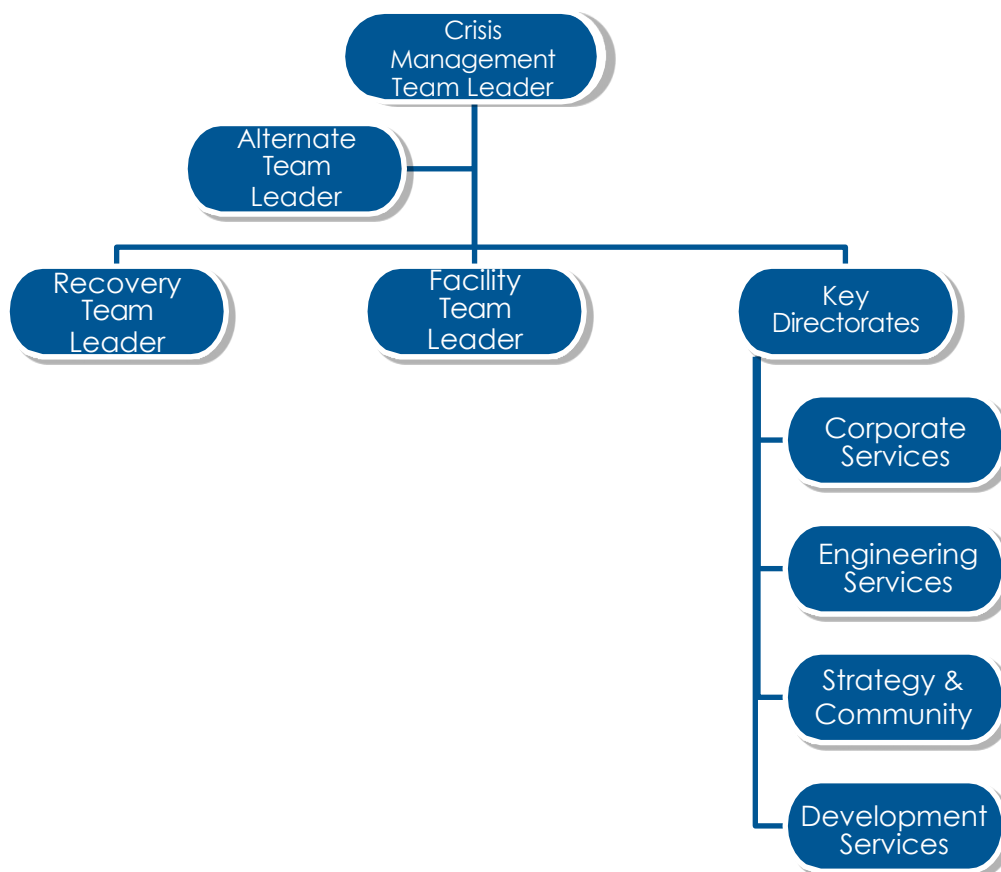 Crisis
Management
Team Leader
Alternate
Team
Leader
Recovery
Team
Leader
Facility
Team
Leader
Key
Directorates
Corporate
Services
Engineering
Services
Strategy &
Community
Development
Services